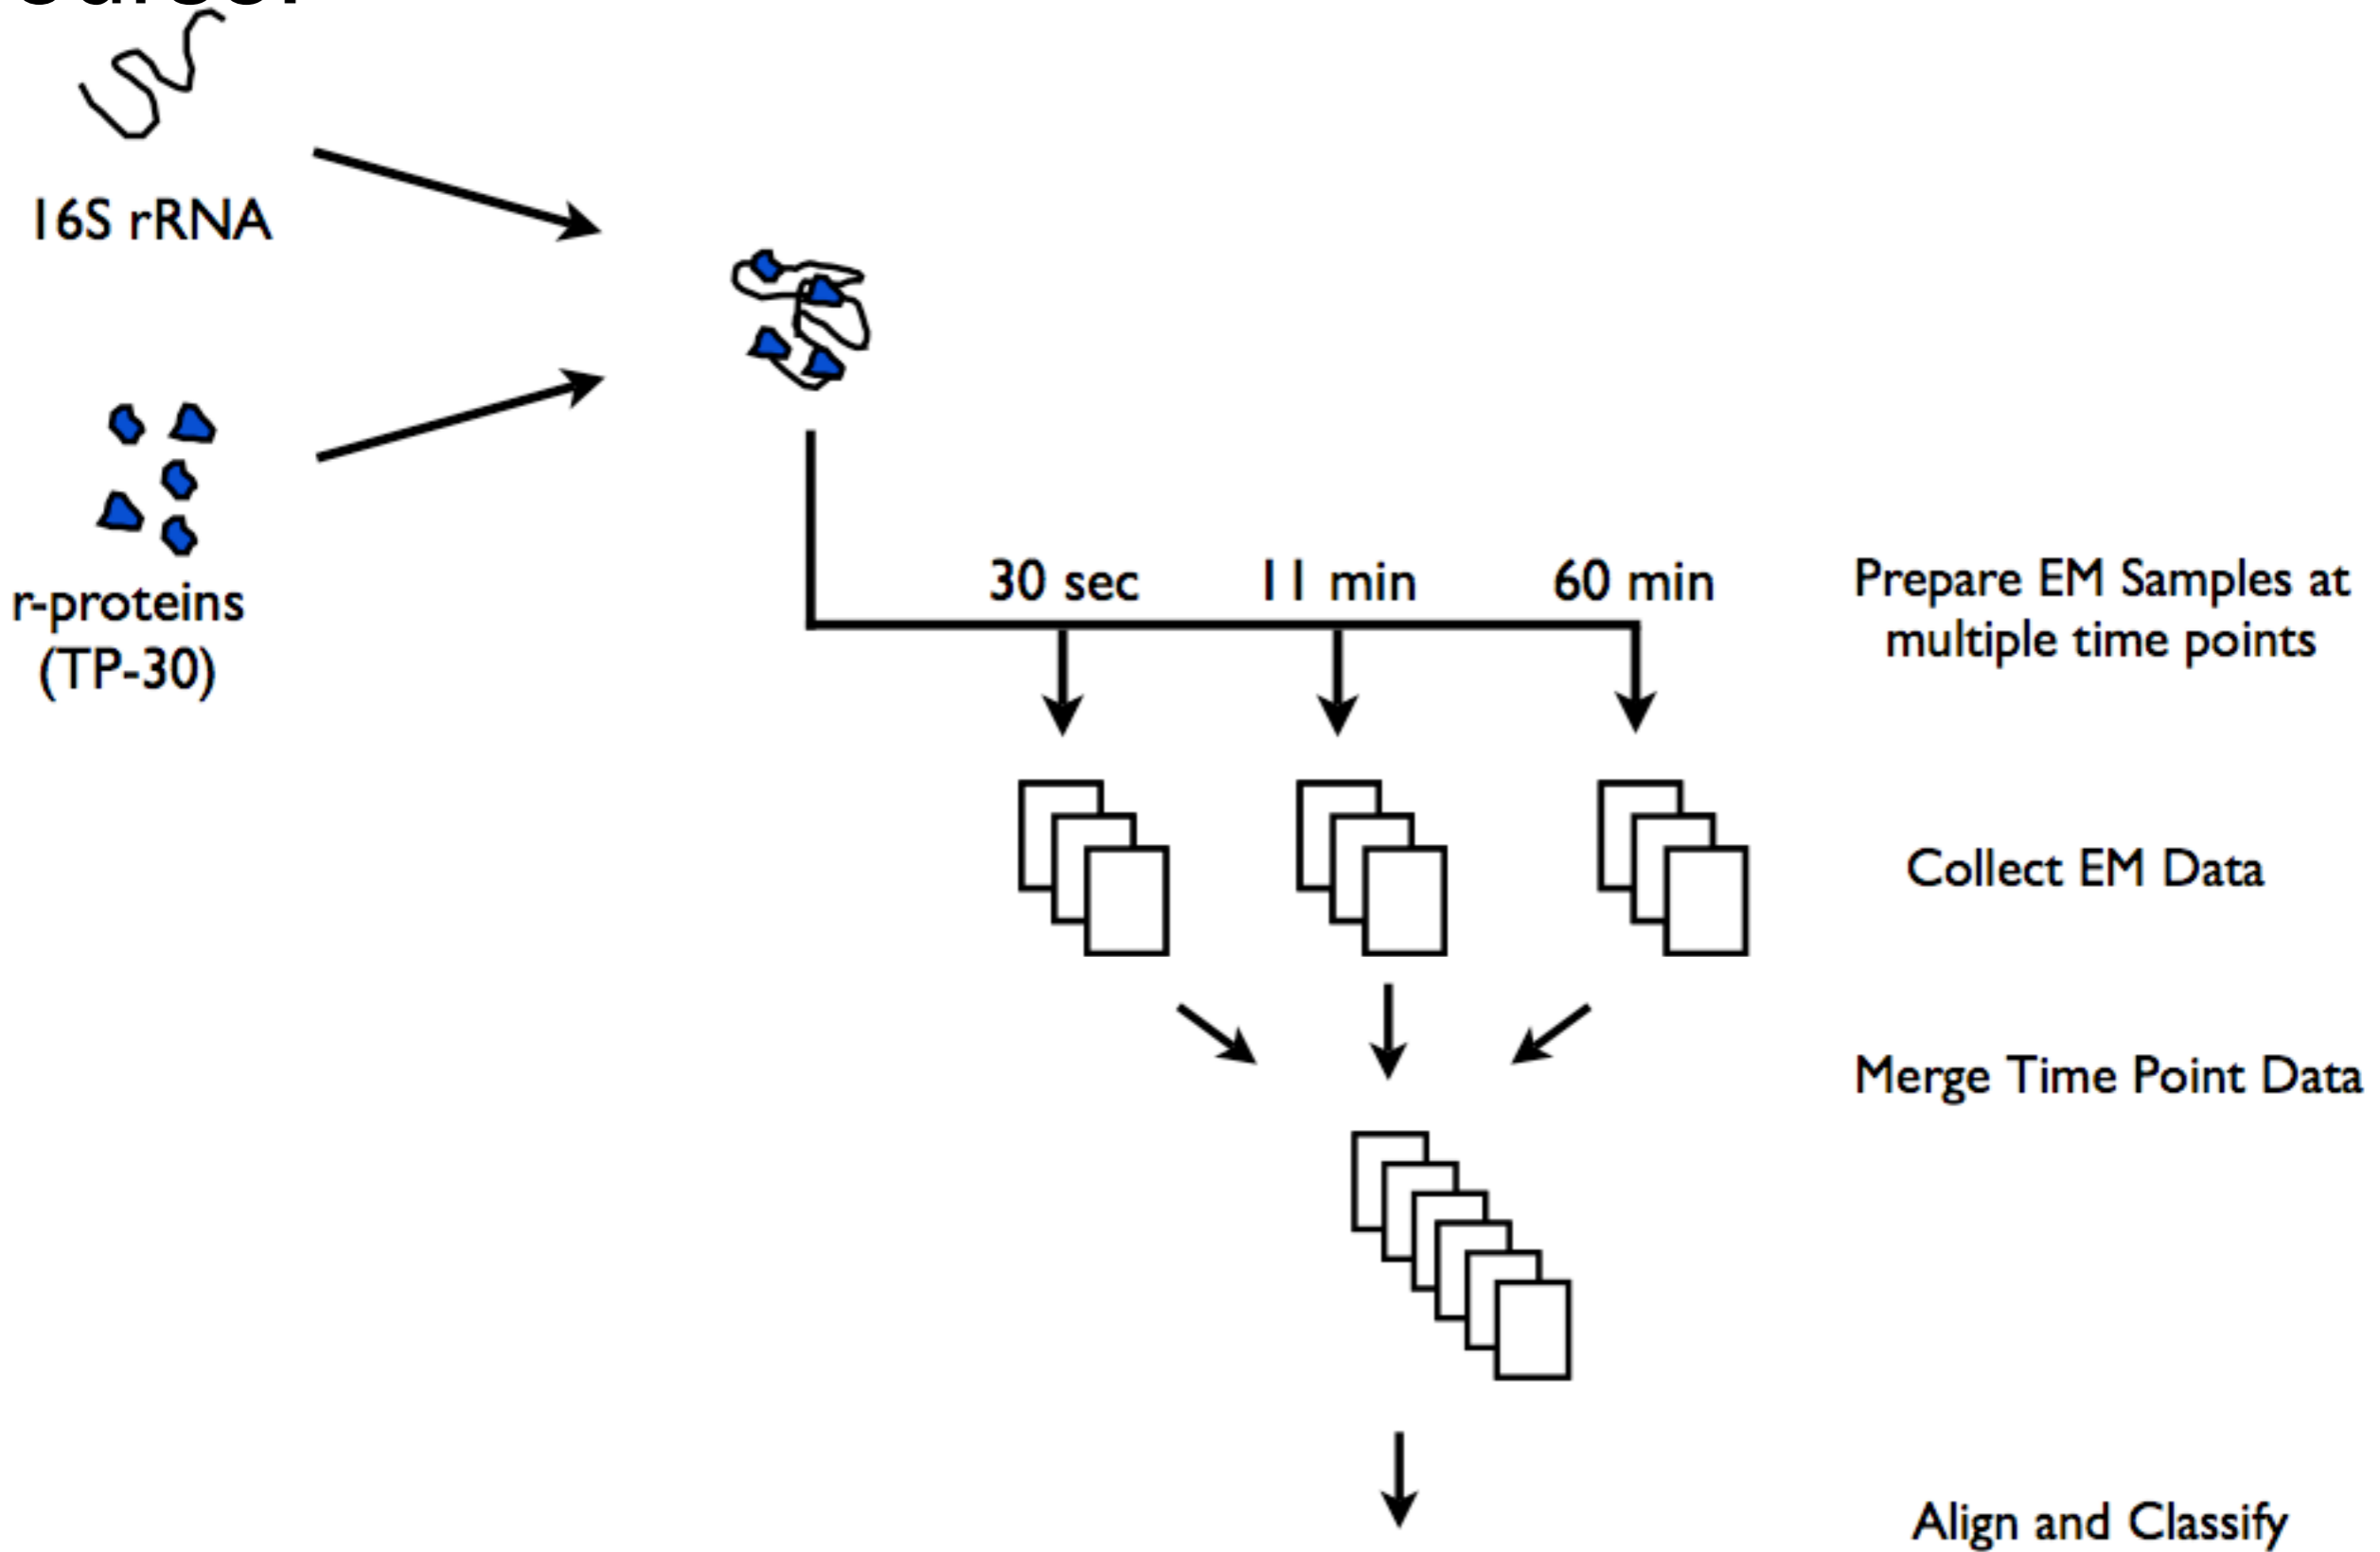 16S rRNA
r-proteins
(TP-30)
30 sec
11 min
60 min
Prepare EM Samples at
multiple time points
Collect EM Data
Merge Time Point Data
Align and Classify